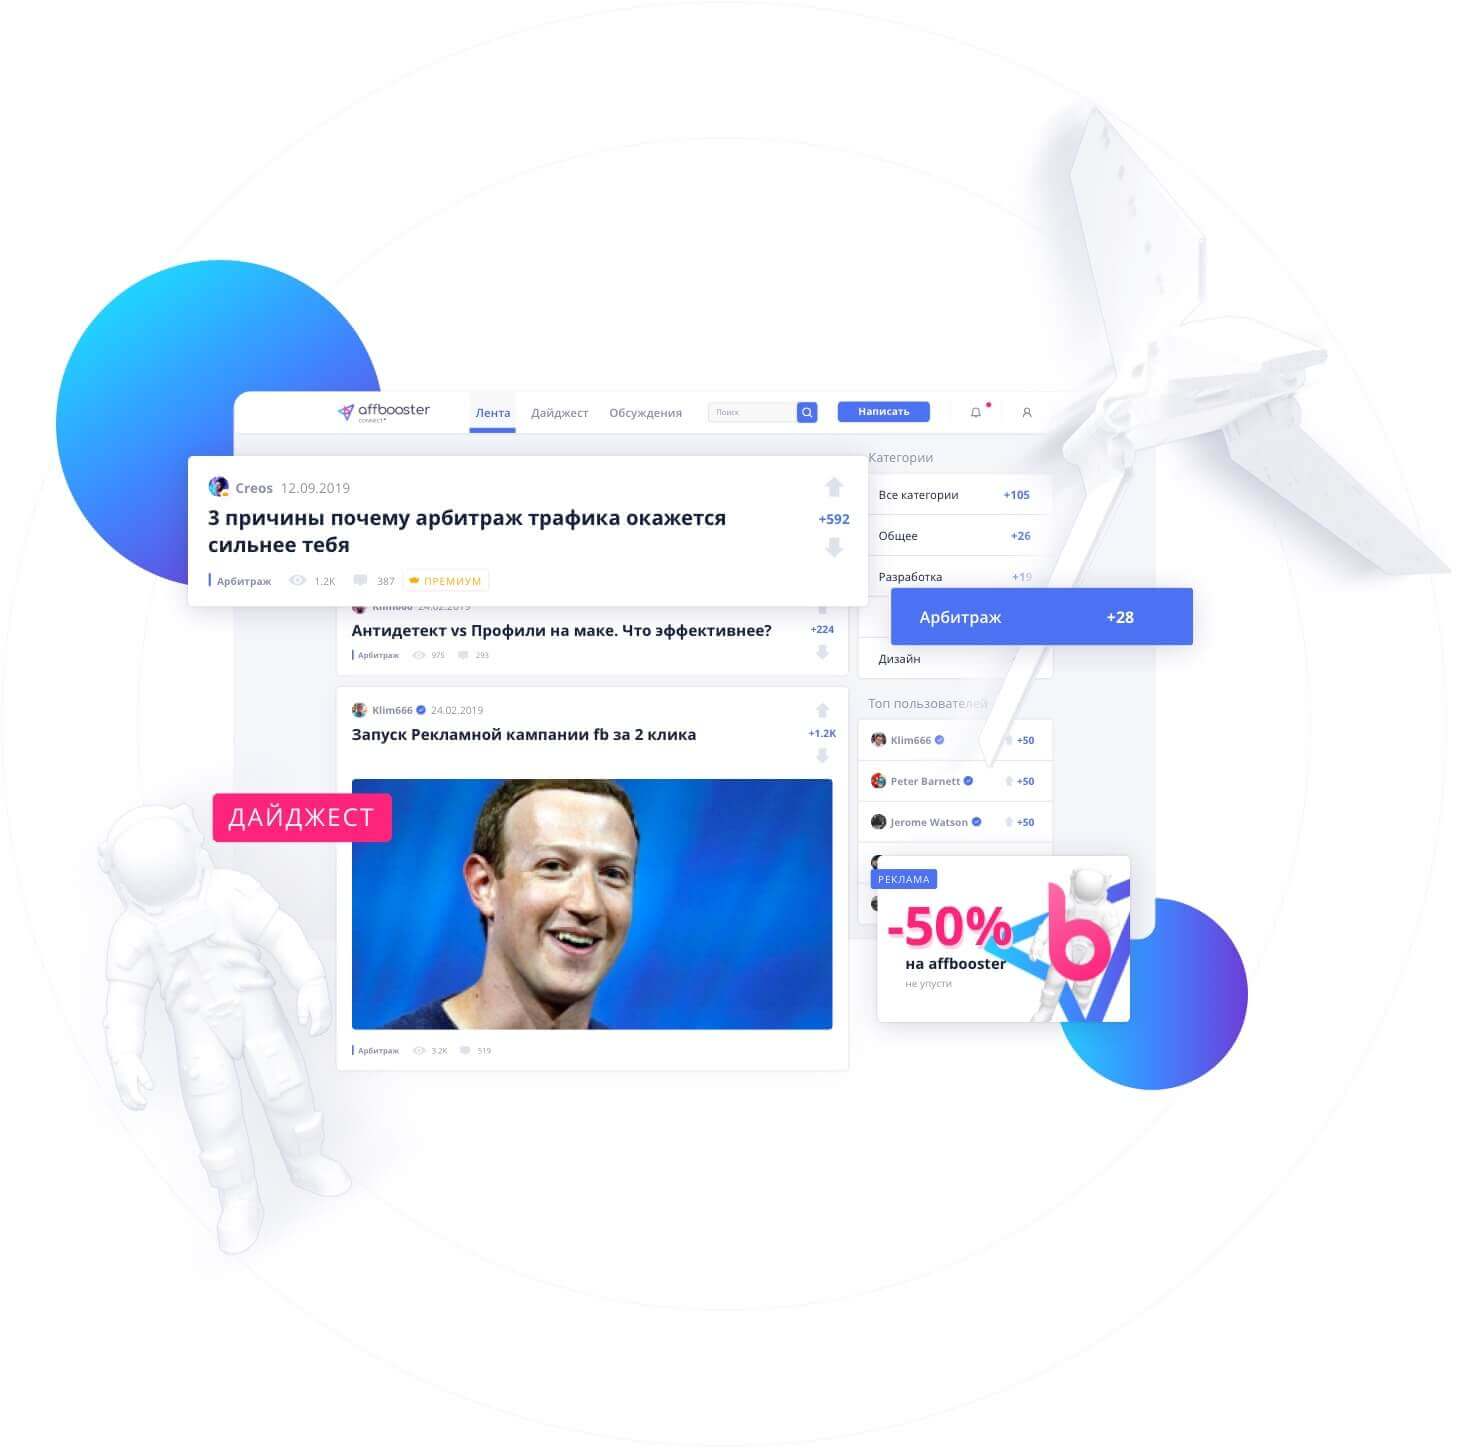 affbooster
connect
Лента
Дайджест
Обсуждения
Поиск
Написать
Creos 12.09.2019
3 причины почему арбитраж трафика окажется
сильнее тебя
+592
Арбитраж 1.2K 387 ПРЕМИУМ
Klim666 24.02.2019
Антидетект vs Профили на маке. Что эффективнее?
+224
Арбитраж 975 293
Klim666 24.02.2019
Запуск Рекламной кампании fb за 2 клика
+1.2K
ДАЙДЖЕСТ
Арбитраж 3.2K 519
Категории
Все категории +105
Общее +26
Разработка +19
Арбитраж +28
Дизайн
Топ пользователей
Klim666 +50
Peter Barnett +50
Jerome Watson +50
РЕКЛАМА
-50%
на affbooster
не упусти
b